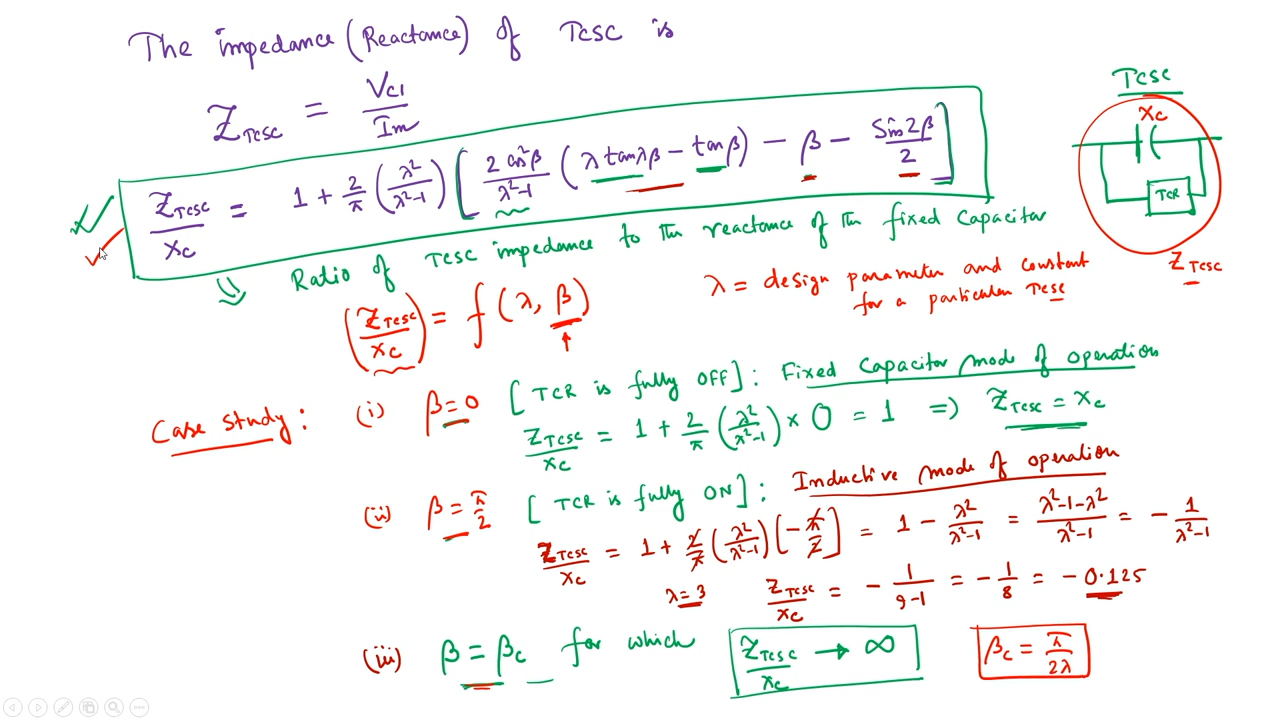 The impedance (Reactance) of TCSC is
Z_TCSC = V_C1 / I_m
TCSC
X_C
TCR
Z_TCSC
Z_TCSC / X_C = 1 + 2/π (λ²/(λ²-1)) [ 2 cos²β/(λ²-1) (λ tanλβ - tanβ) - β - Sin2β/2 ]
Ratio of TCSC impedance to the reactance of the fixed Capacitor
(Z_TCSC / X_C) = f (λ, β)
λ = design parameter and constant
for a particular TCSC
Case study : (i) β=0 [TCR is fully OFF] : Fixed Capacitor mode of operation
Z_TCSC / X_C = 1 + 2/π (λ²/(λ²-1)) × 0 = 1 => Z_TCSC = X_C
(ii) β = π/2 [TCR is fully ON] : Inductive mode of operation
Z_TCSC / X_C = 1 + 2/π (λ²/(λ²-1)) [-π/2] = 1 - λ²/(λ²-1) = (λ²-1-λ²)/(λ²-1) = - 1/(λ²-1)
λ=3 Z_TCSC / X_C = - 1/(9-1) = - 1/8 = - 0.125
(iii) β = β_C for which Z_TCSC / X_C → ∞ β_C = π/2λ